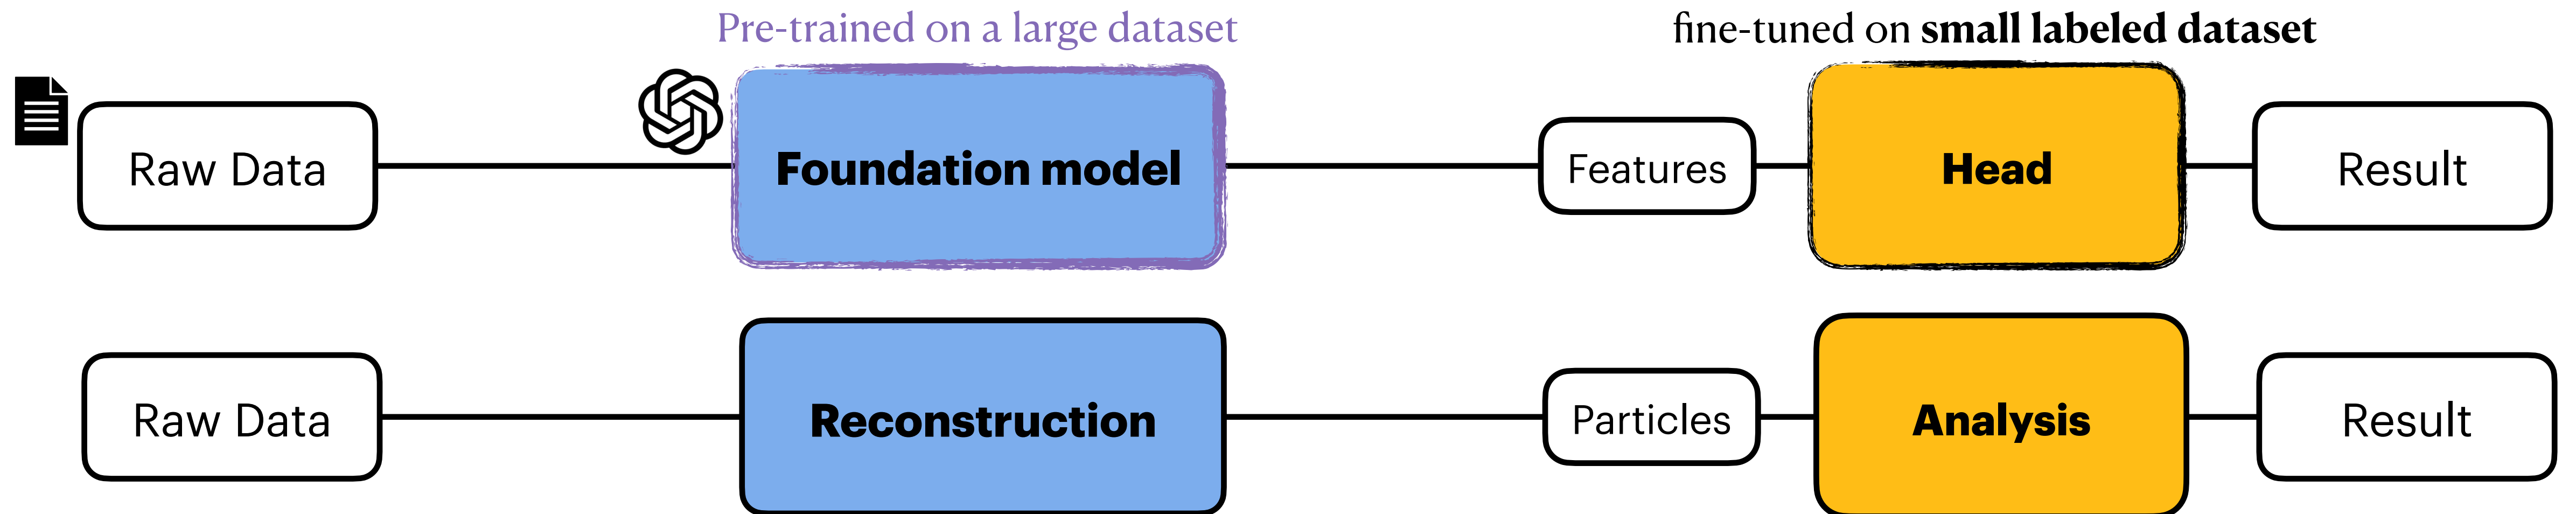 Pre-trained on a large dataset
fine-tuned on small labeled dataset
Raw Data
Foundation model
Features
Head
Result
Raw Data
Reconstruction
Particles
Analysis
Result